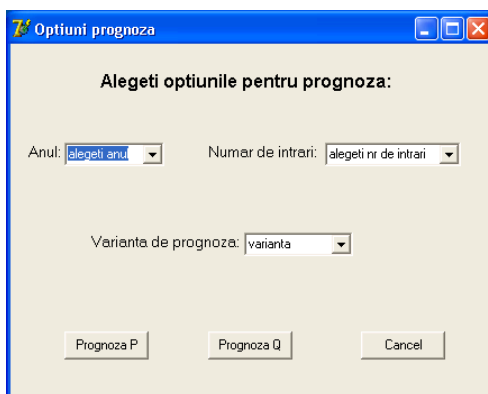 Optiuni prognoza
Alegeti optiunile pentru prognoza:
Anul: alegeti anul Numar de intrari: alegeti nr de intrari
Varianta de prognoza: varianta
Prognoza P Prognoza Q Cancel